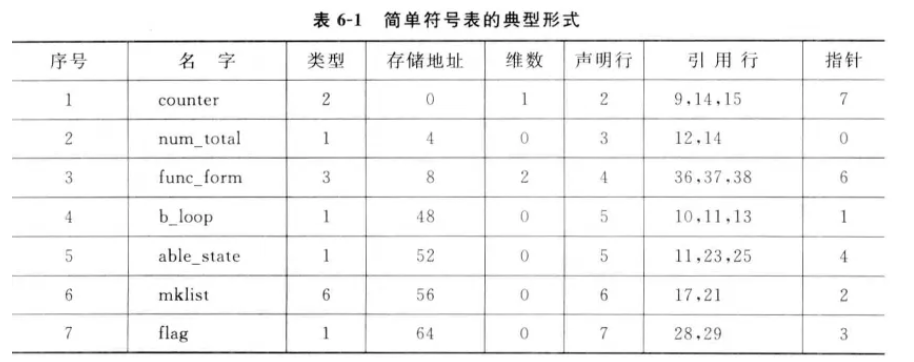 表 6-1 简单符号表的典型形式
序号 名 字 类型 存储地址 维数 声明行 引 用 行 指针
1 counter 2 0 1 2 9,14,15 7
2 num_total 1 4 0 3 12,14 0
3 func_form 3 8 2 4 36,37,38 6
4 b_loop 1 48 0 5 10,11,13 1
5 able_state 1 52 0 5 11,23,25 4
6 mklist 6 56 0 6 17,21 2
7 flag 1 64 0 7 28,29 3